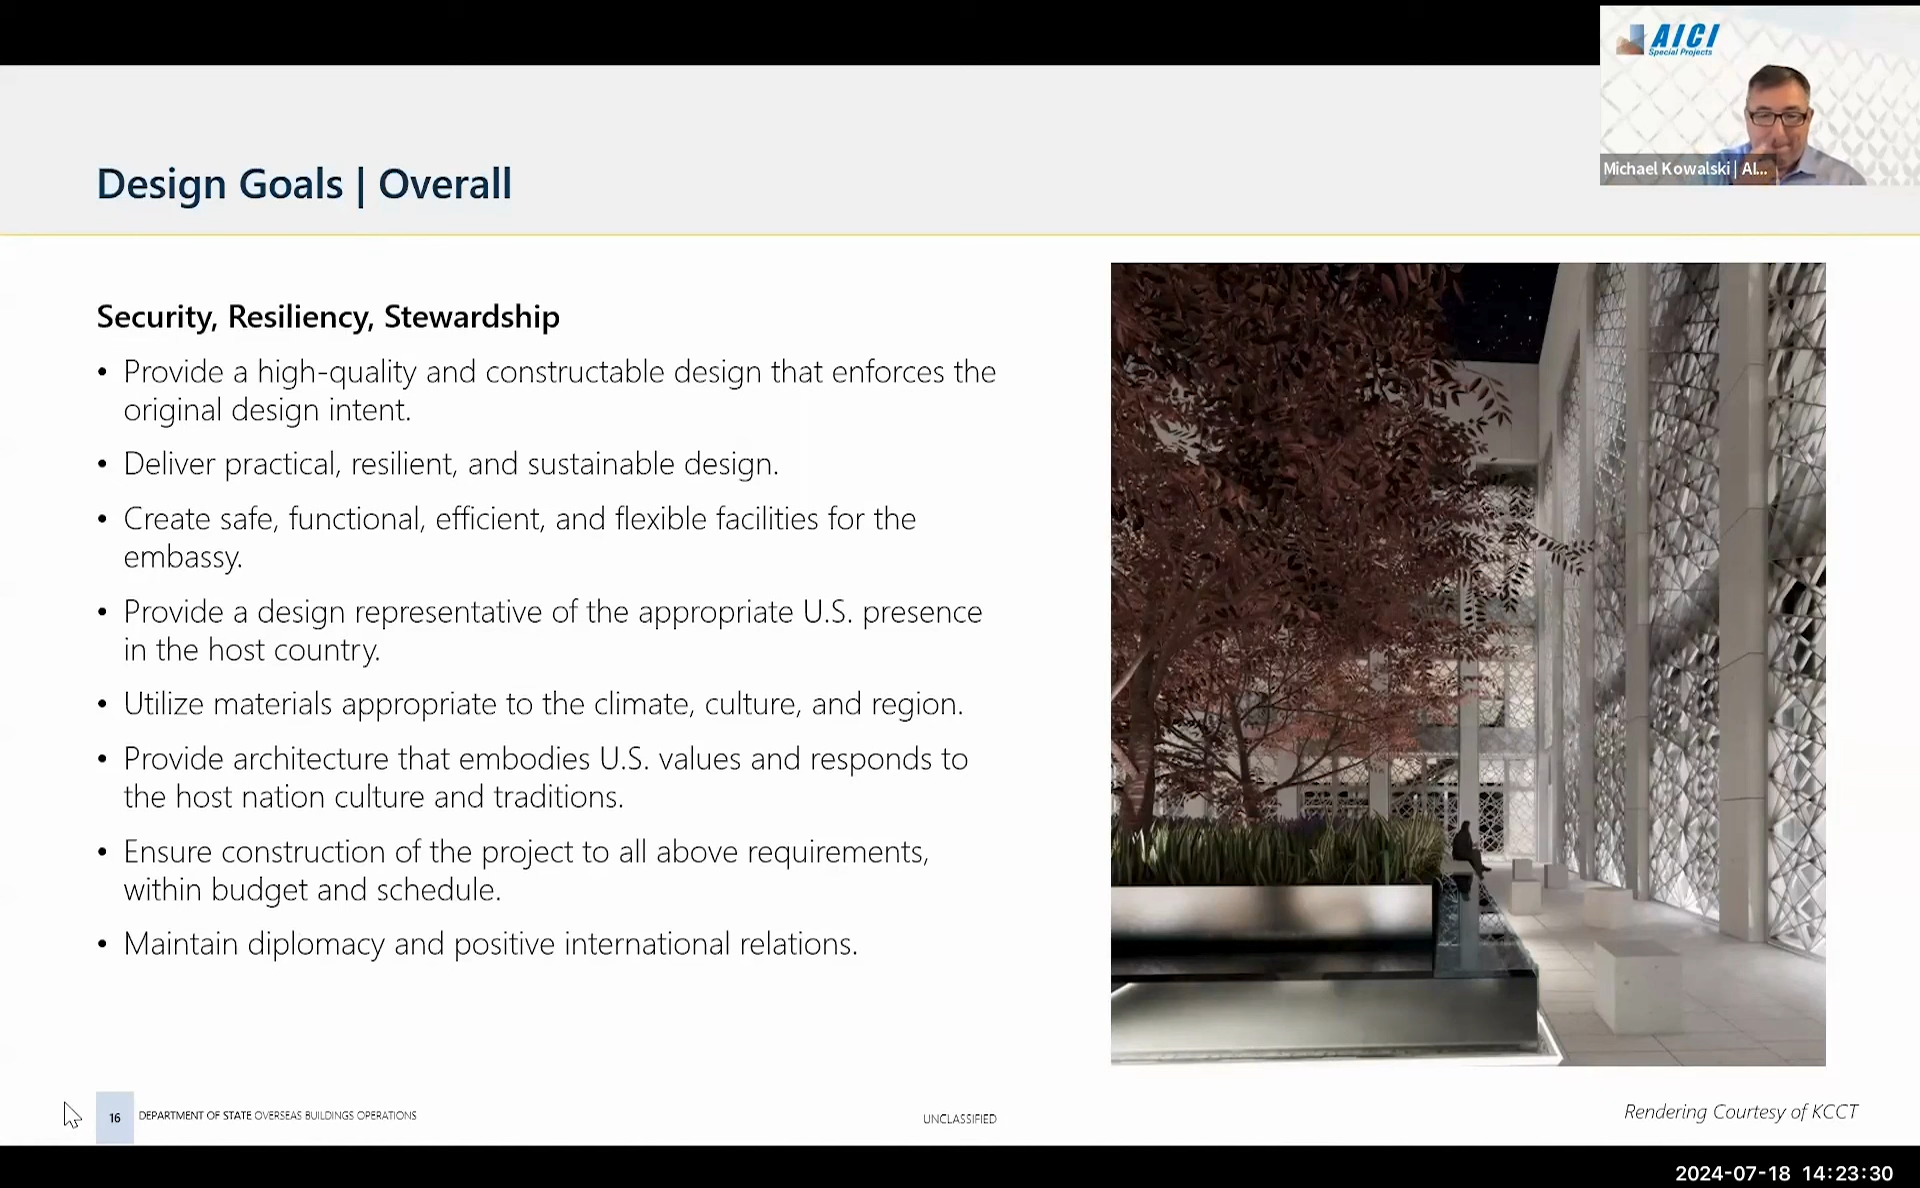 AICI
Special Projects
Michael Kowalski | AI...
Design Goals | Overall
Security, Resiliency, Stewardship
• Provide a high-quality and constructable design that enforces the
original design intent.
• Deliver practical, resilient, and sustainable design.
• Create safe, functional, efficient, and flexible facilities for the
embassy.
• Provide a design representative of the appropriate U.S. presence
in the host country.
• Utilize materials appropriate to the climate, culture, and region.
• Provide architecture that embodies U.S. values and responds to
the host nation culture and traditions.
• Ensure construction of the project to all above requirements,
within budget and schedule.
• Maintain diplomacy and positive international relations.
16 DEPARTMENT OF STATE OVERSEAS BUILDINGS OPERATIONS
UNCLASSIFIED
Rendering Courtesy of KCCT
2024-07-18 14:23:30